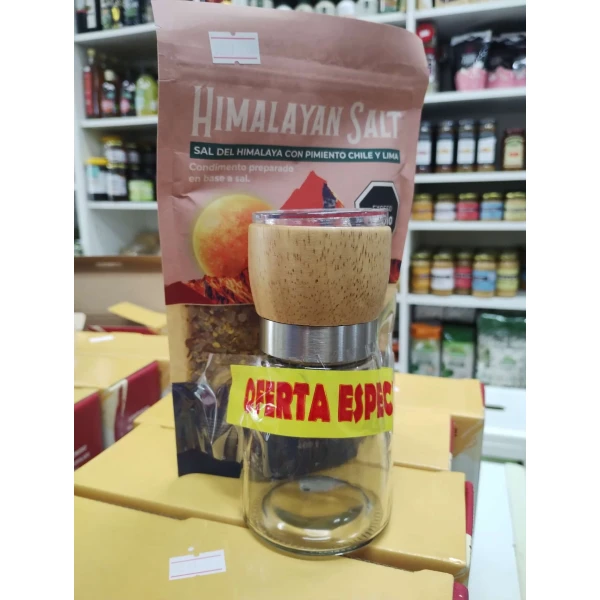 HIMALAYAN SALT
SAL DEL HIMALAYA CON PIMIENTO CHILE Y LIMA
Condimento preparado
en base a sal.
OFERTA ESPEC